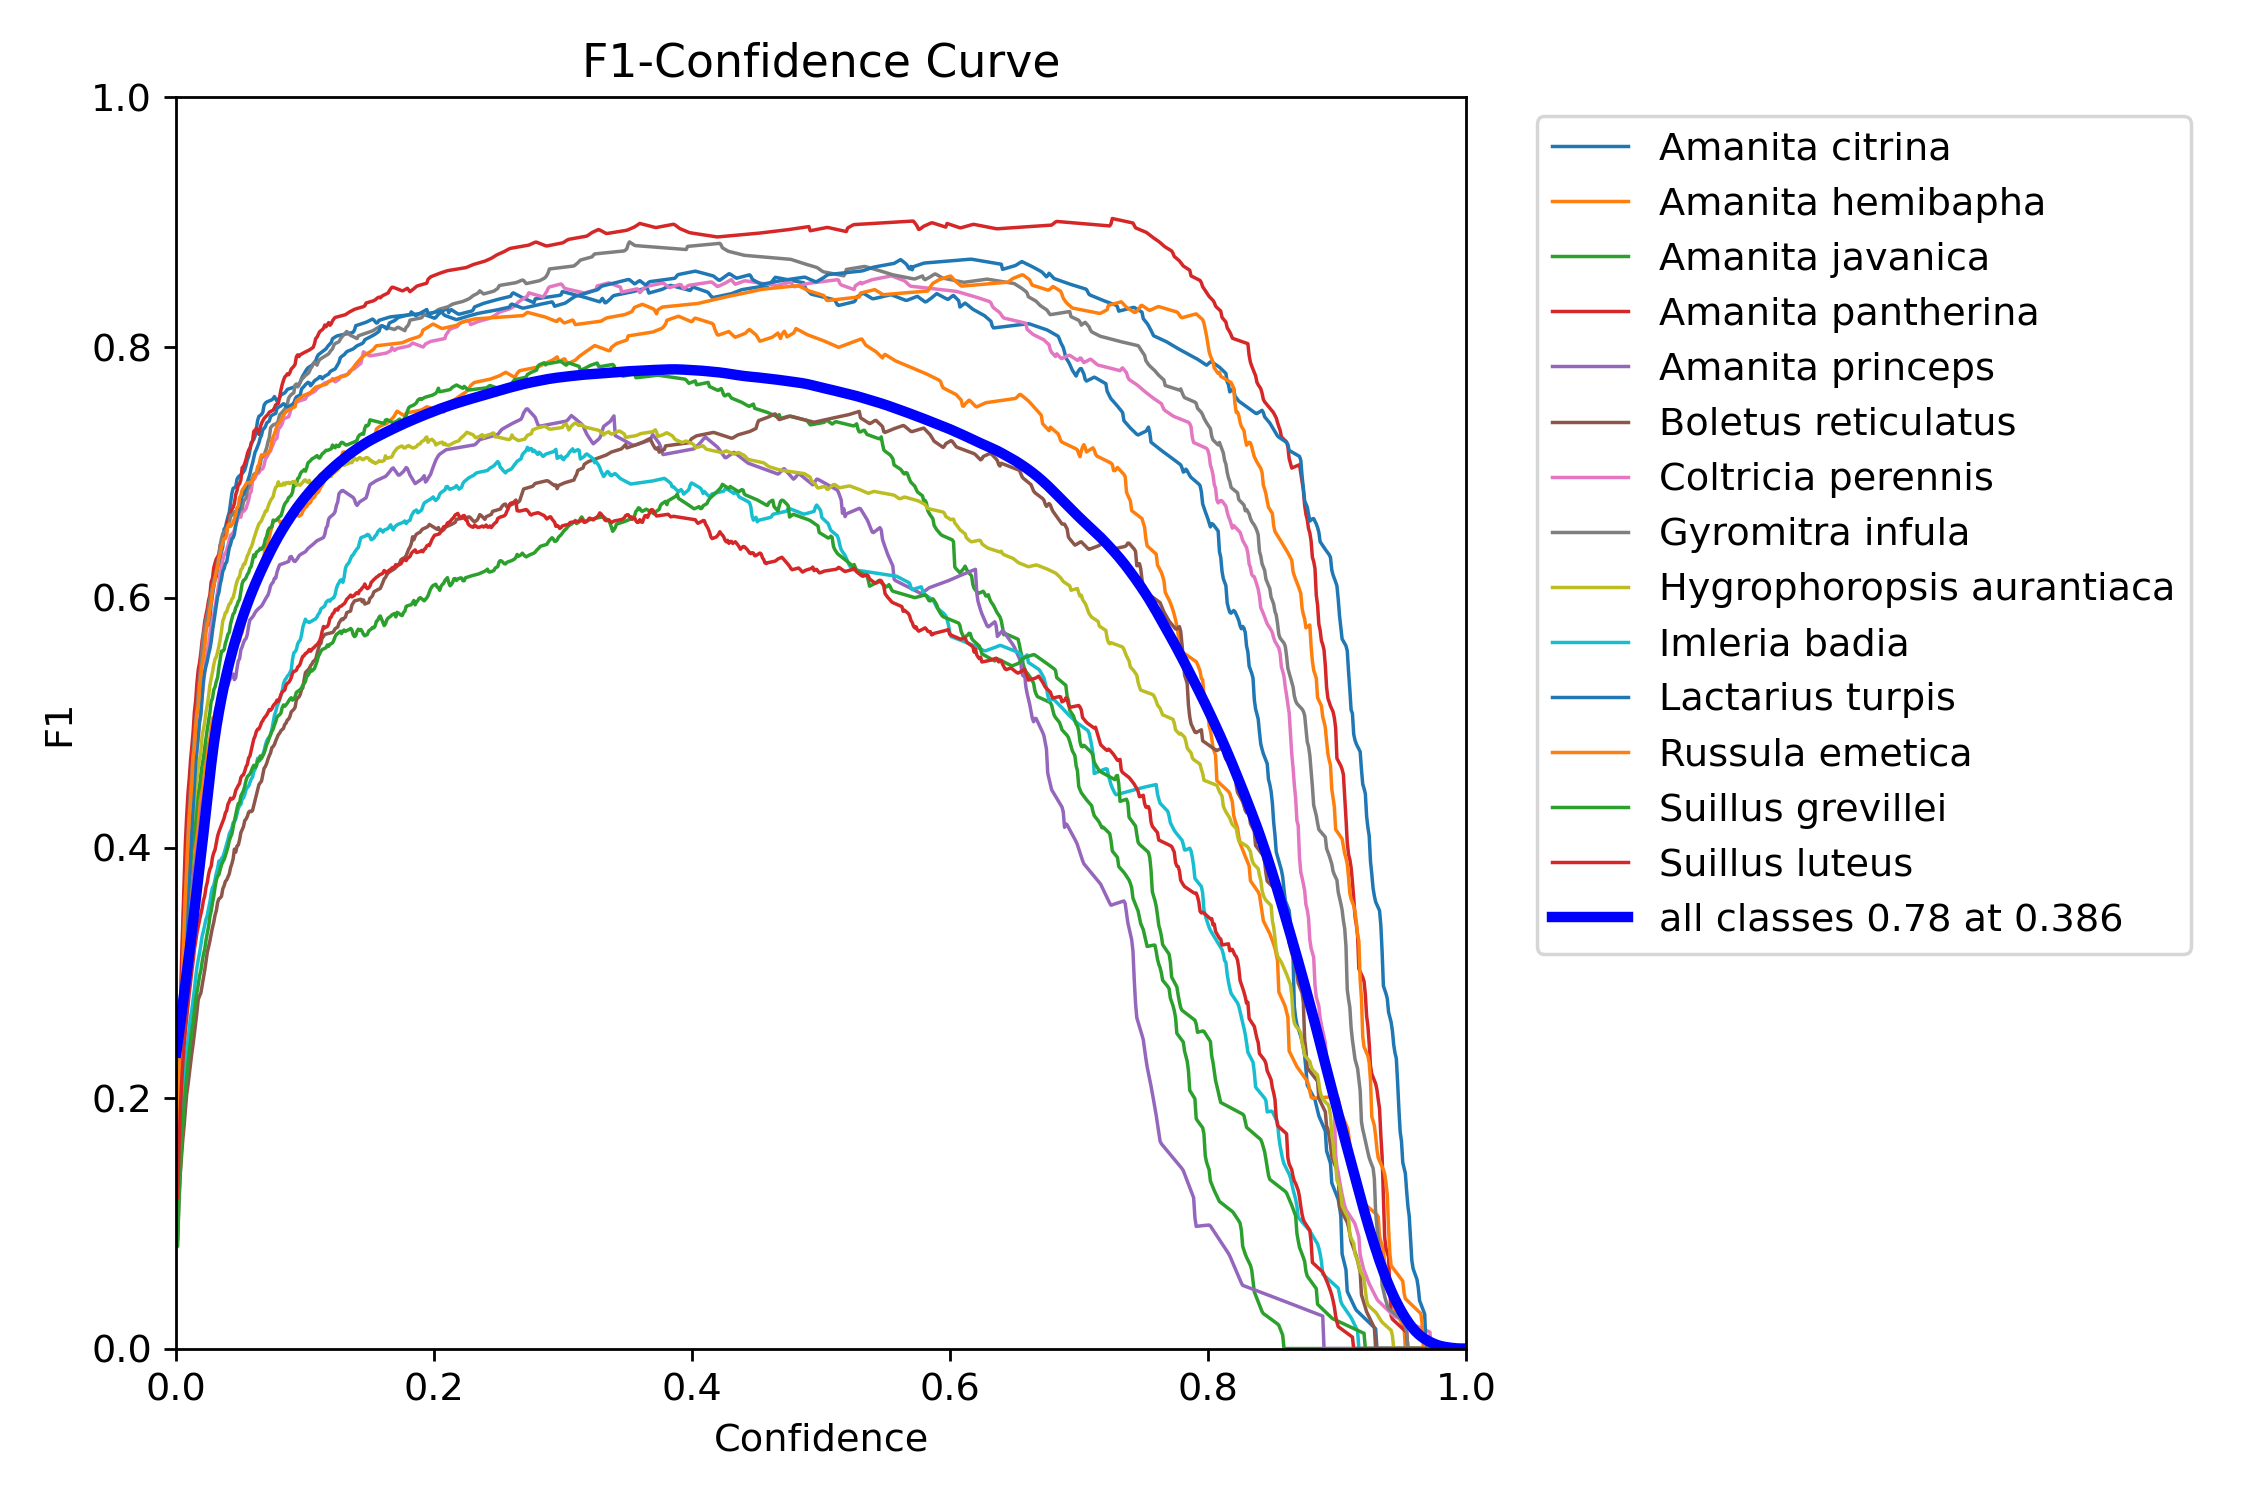 F1-Confidence Curve
1.0
0.8
0.6
0.4
0.2
0.0
F1
0.0 0.2 0.4 0.6 0.8 1.0
Confidence
Amanita citrina
Amanita hemibapha
Amanita javanica
Amanita pantherina
Amanita princeps
Boletus reticulatus
Coltricia perennis
Gyromitra infula
Hygrophoropsis aurantiaca
Imleria badia
Lactarius turpis
Russula emetica
Suillus grevillei
Suillus luteus
all classes 0.78 at 0.386